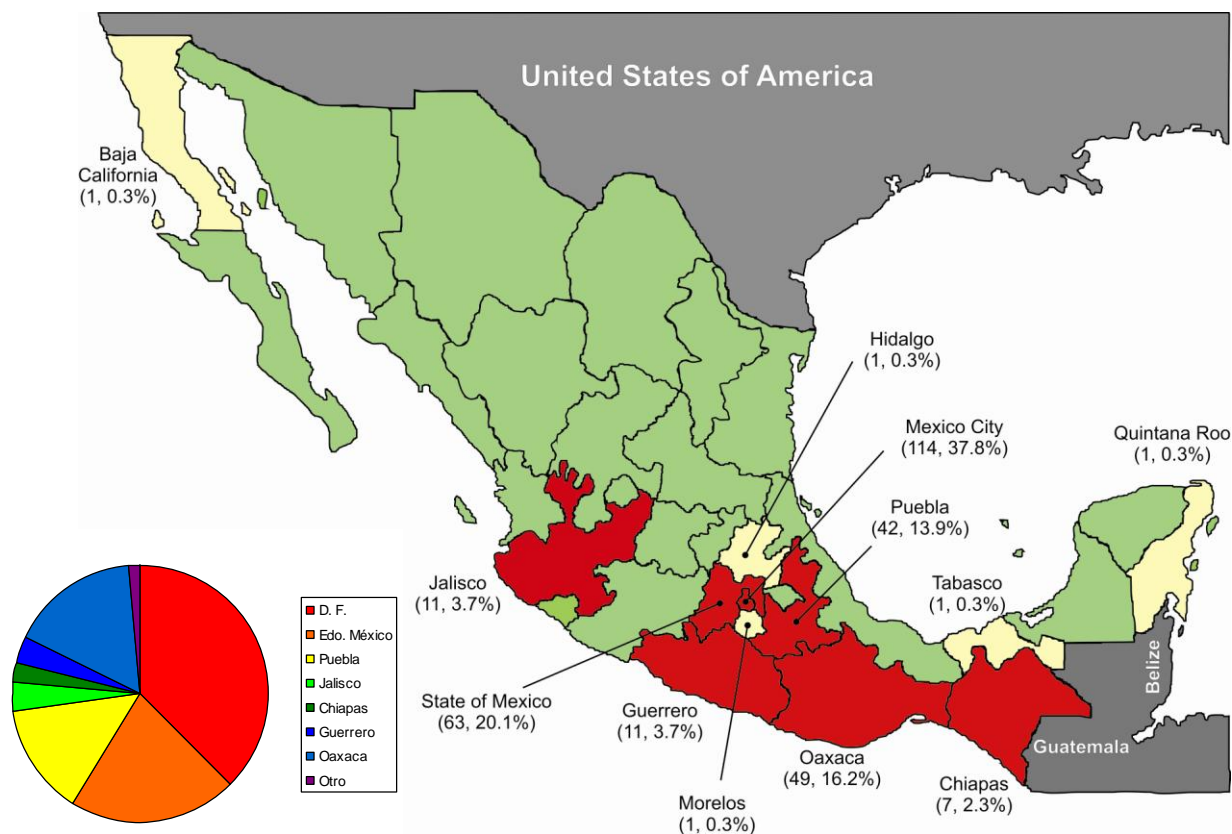 United States of America
Baja
California
(1, 0.3%)
Hidalgo
(1, 0.3%)
Mexico City
(114, 37.8%)
Quintana Roo
(1, 0.3%)
Puebla
(42, 13.9%)
Jalisco
(11, 3.7%)
Tabasco
(1, 0.3%)
Belize
State of Mexico
(63, 20.1%)
Guerrero
(11, 3.7%)
Oaxaca
(49, 16.2%)
Guatemala
Chiapas
(7, 2.3%)
Morelos
(1, 0.3%)
D. F.
Edo. México
Puebla
Jalisco
Chiapas
Guerrero
Oaxaca
Otro